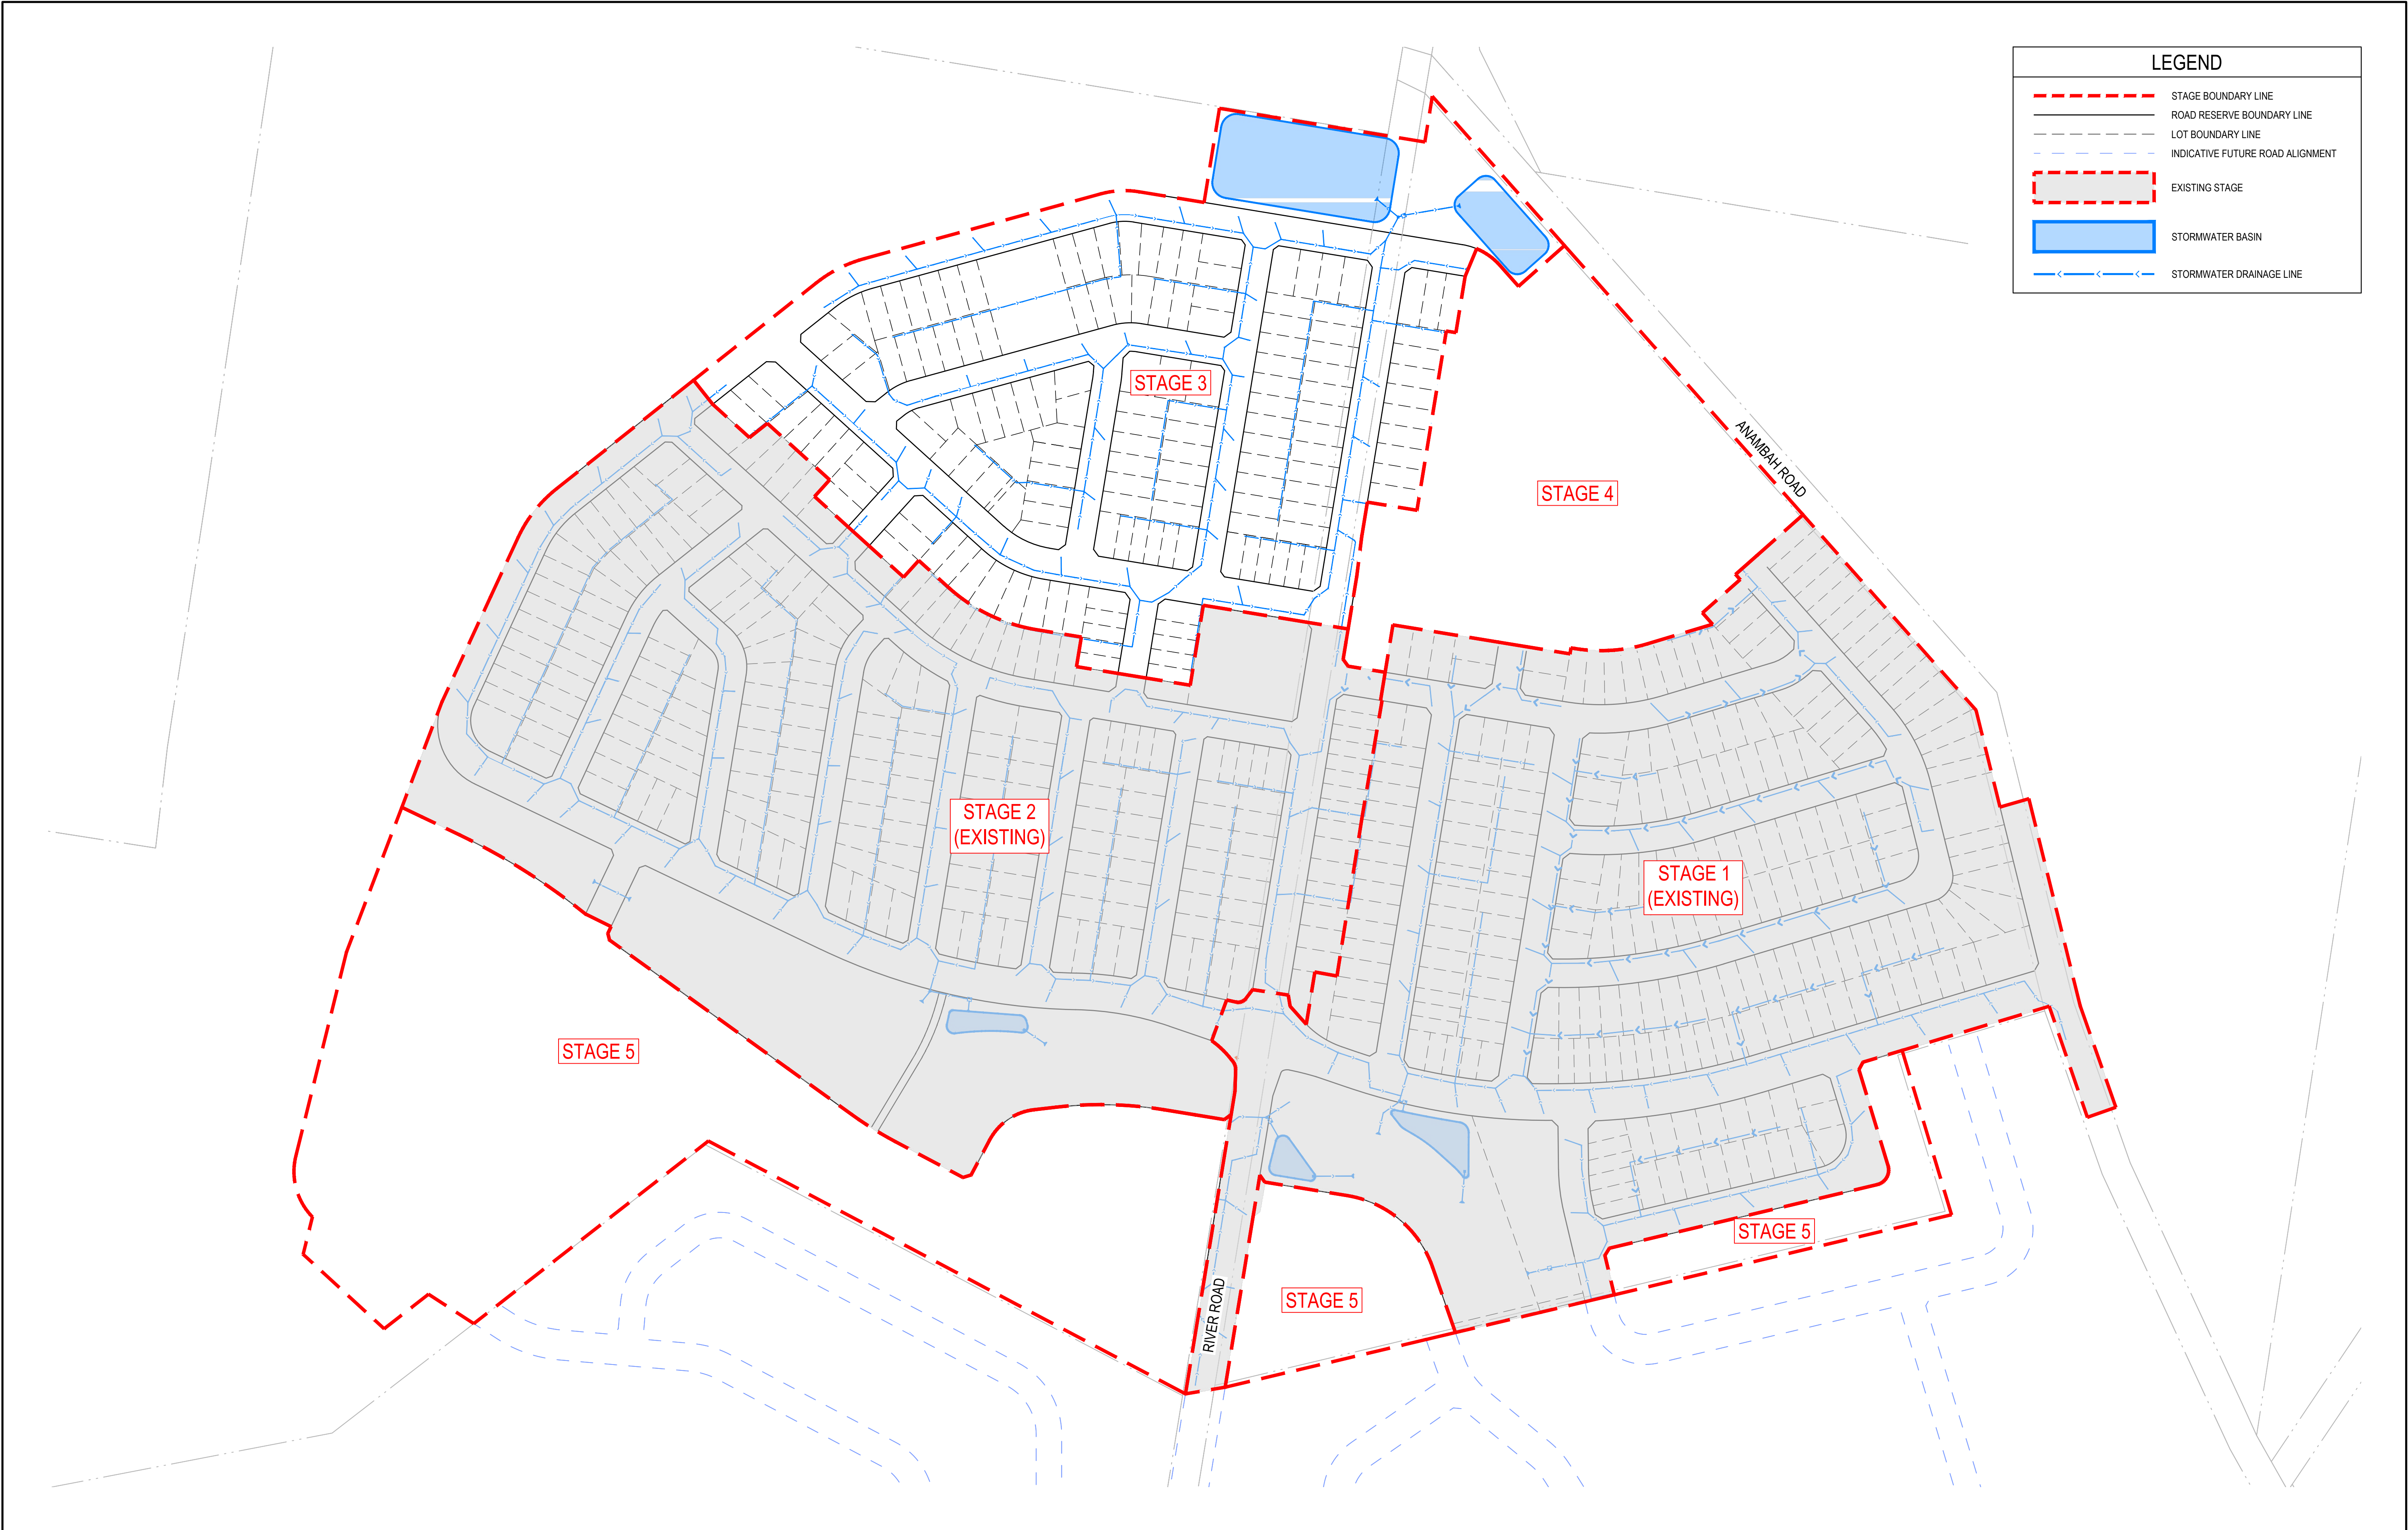 LEGEND
STAGE BOUNDARY LINE
ROAD RESERVE BOUNDARY LINE
LOT BOUNDARY LINE
INDICATIVE FUTURE ROAD ALIGNMENT
EXISTING STAGE
STORMWATER BASIN
STORMWATER DRAINAGE LINE
STAGE 3
ANAMBAH ROAD
STAGE 4
STAGE 2
(EXISTING)
STAGE 1
(EXISTING)
STAGE 5
STAGE 5
STAGE 5
RIVER ROAD